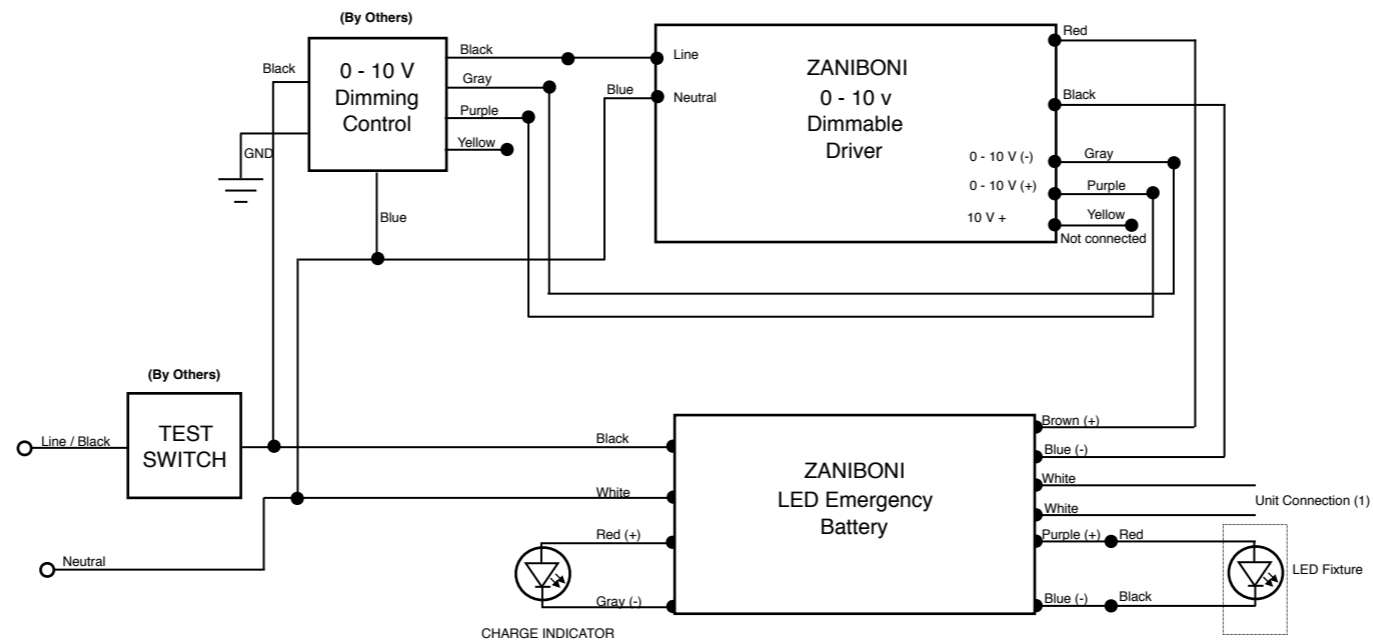 (By Others)
Black
0 - 10 V
Dimming
Control
GND
Black
Gray
Purple
Yellow
Blue
Blue
Line
Neutral
ZANIBONI
0 - 10 v
Dimmable
Driver
0 - 10 V (-)
0 - 10 V (+)
10 V +
Red
Black
Gray
Purple
Yellow
Not connected
(By Others)
Line / Black
TEST
SWITCH
Neutral
Black
White
Red (+)
Gray (-)
CHARGE INDICATOR
ZANIBONI
LED Emergency
Battery
Brown (+)
Blue (-)
White
White
Unit Connection (1)
Purple (+)
Red
Blue (-)
Black
LED Fixture